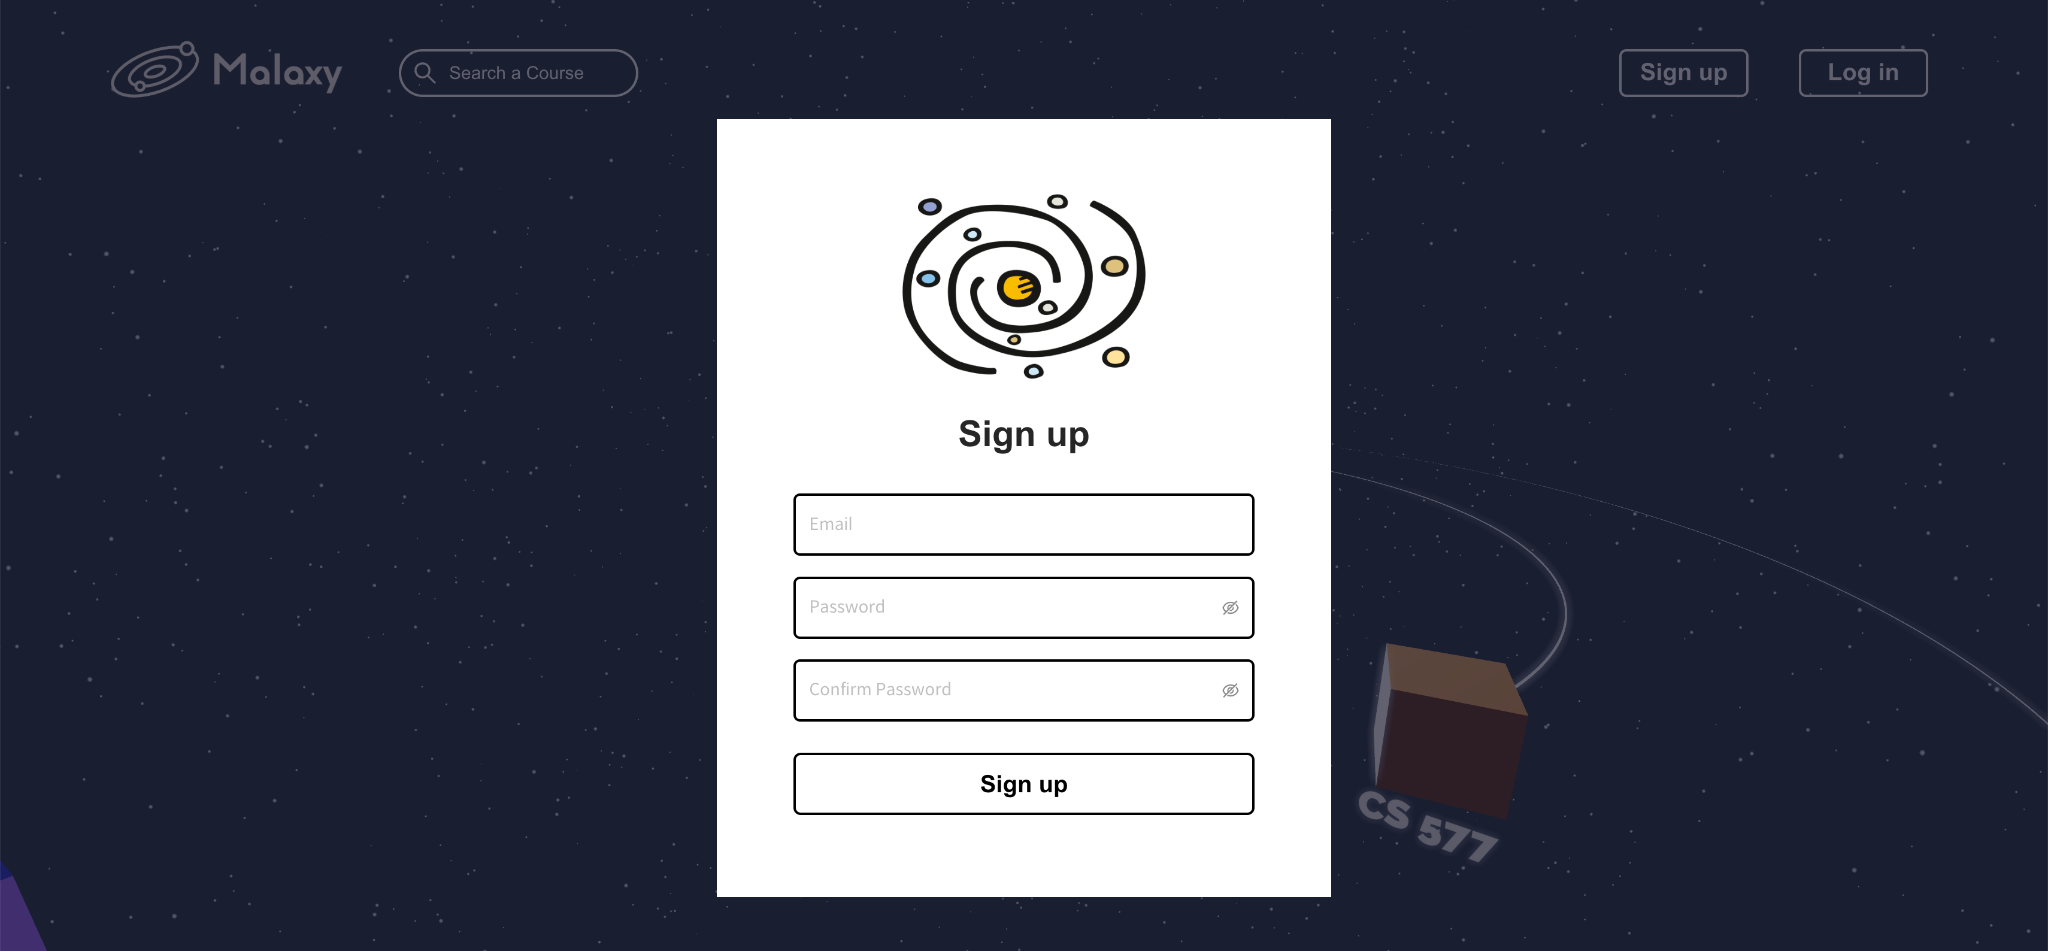 Malaxy
Search a Course
Sign up
Log in
Sign up
Email
Password
Confirm Password
Sign up
CS 577